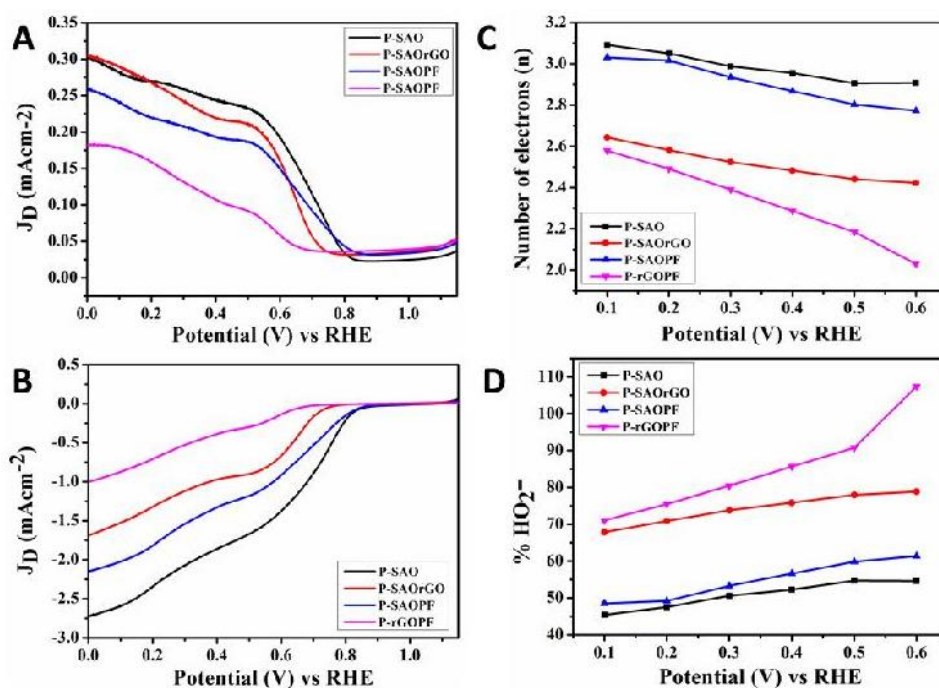 A
P-SAO
P-SAOrGO
P-SAOPF
P-SAOPF
0.35
0.30
0.25
0.20
0.15
0.10
0.05
0.00
JD (mAcm-2)
0.0 0.2 0.4 0.6 0.8 1.0
Potential (V) vs RHE
B
0.5
0.0
-0.5
-1.0
-1.5
-2.0
-2.5
-3.0
JD (mAcm-2)
P-SAO
P-SAOrGO
P-SAOPF
P-rGOPF
0.0 0.2 0.4 0.6 0.8 1.0
Potential (V) vs RHE
C
3.2
3.0
2.8
2.6
2.4
2.2
2.0
Number of electrons (n)
P-SAO
P-SAOrGO
P-SAOPF
P-rGOPF
0.1 0.2 0.3 0.4 0.5 0.6
Potential (V) vs RHE
D
P-SAO
P-SAOrGO
P-SAOPF
P-rGOPF
110
100
90
80
70
60
50
40
% HO2−
0.1 0.2 0.3 0.4 0.5 0.6
Potential (V) vs RHE